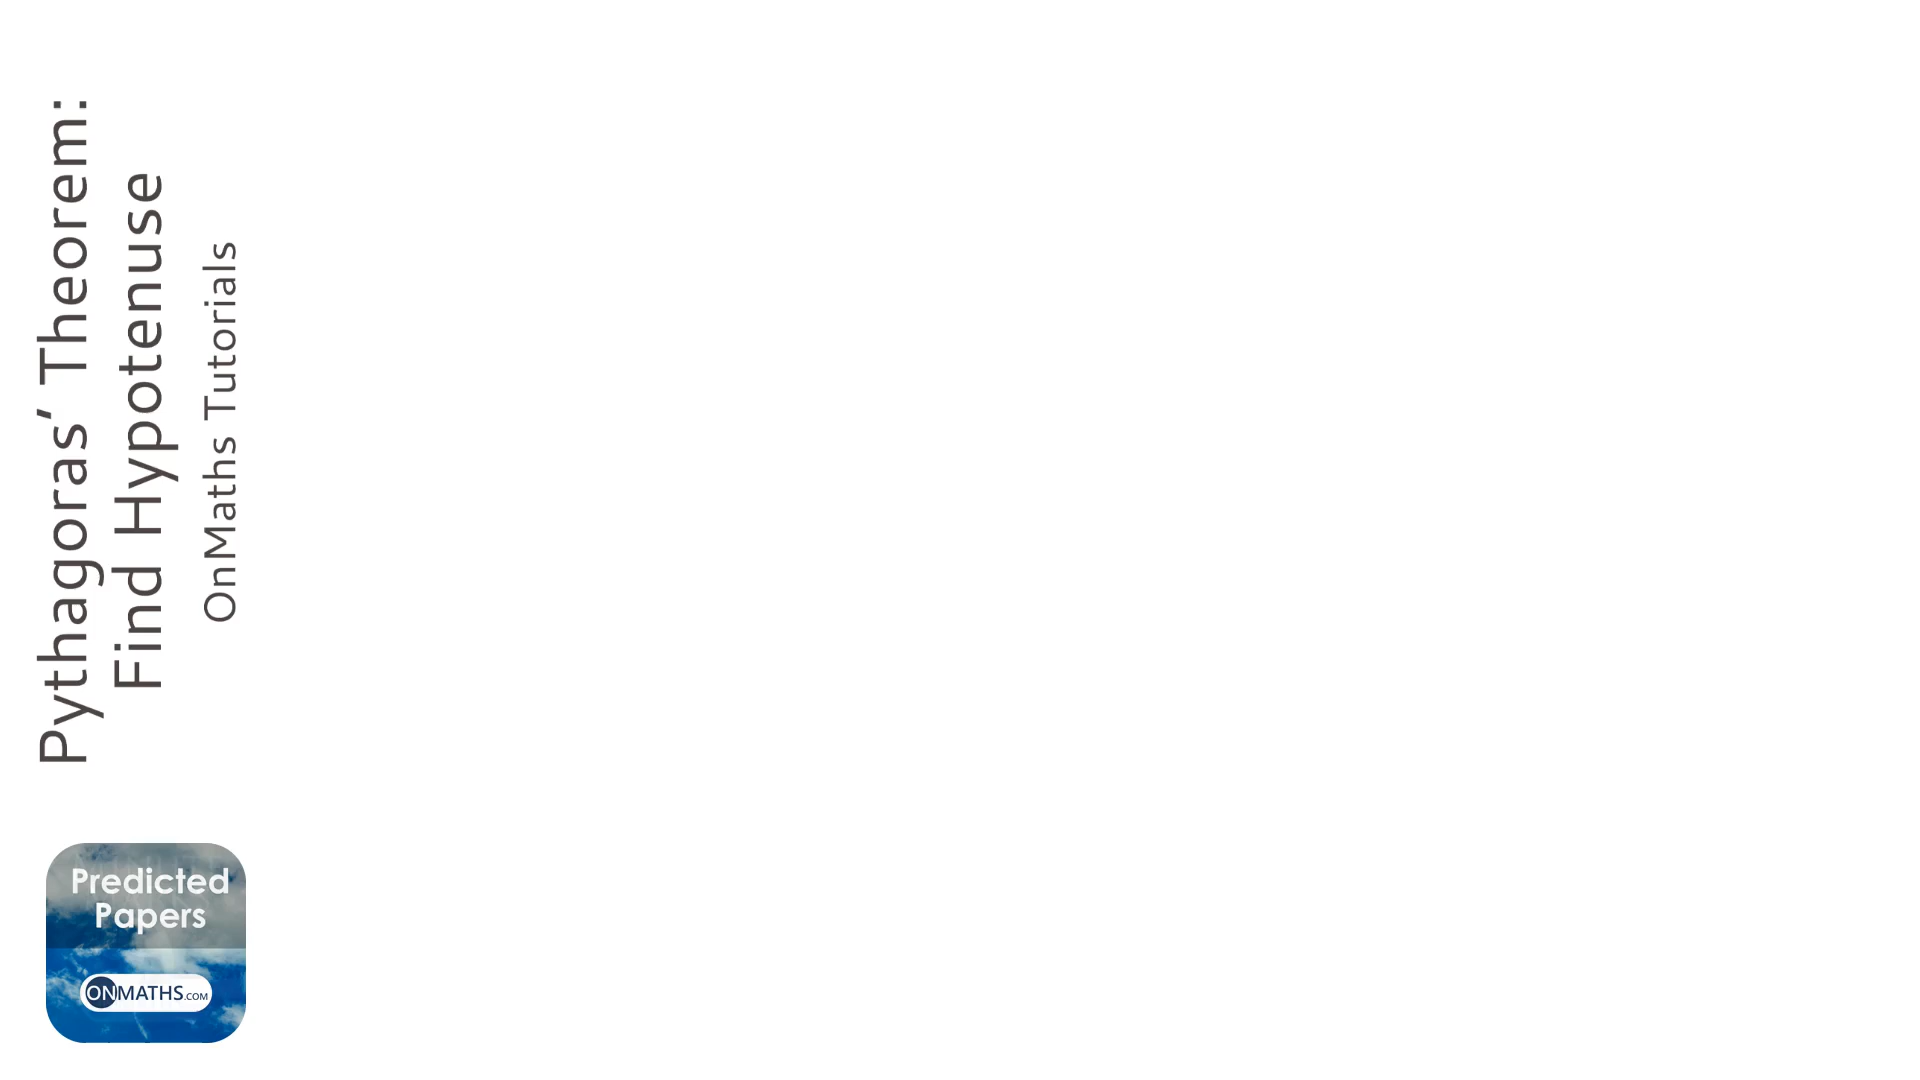 Pythagoras’ Theorem:
Find Hypotenuse
OnMaths Tutorials
Predicted
Papers
ONMATHS.COM